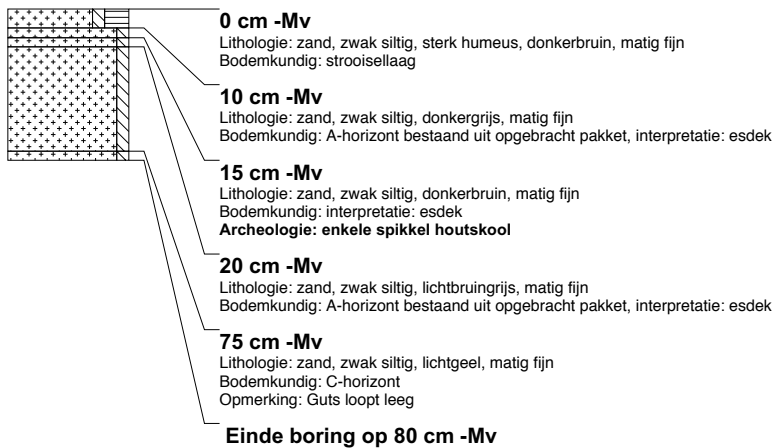 0 cm -Mv
Lithologie: zand, zwak siltig, sterk humeus, donkerbruin, matig fijn
Bodemkundig: strooisellaag
10 cm -Mv
Lithologie: zand, zwak siltig, donkergrijs, matig fijn
Bodemkundig: A-horizont bestaand uit opgebracht pakket, interpretatie: esdek
15 cm -Mv
Lithologie: zand, zwak siltig, donkerbruin, matig fijn
Bodemkundig: interpretatie: esdek
Archeologie: enkele spikkel houtskool
20 cm -Mv
Lithologie: zand, zwak siltig, lichtbruingrijs, matig fijn
Bodemkundig: A-horizont bestaand uit opgebracht pakket, interpretatie: esdek
75 cm -Mv
Lithologie: zand, zwak siltig, lichtgeel, matig fijn
Bodemkundig: C-horizont
Opmerking: Guts loopt leeg
Einde boring op 80 cm -Mv